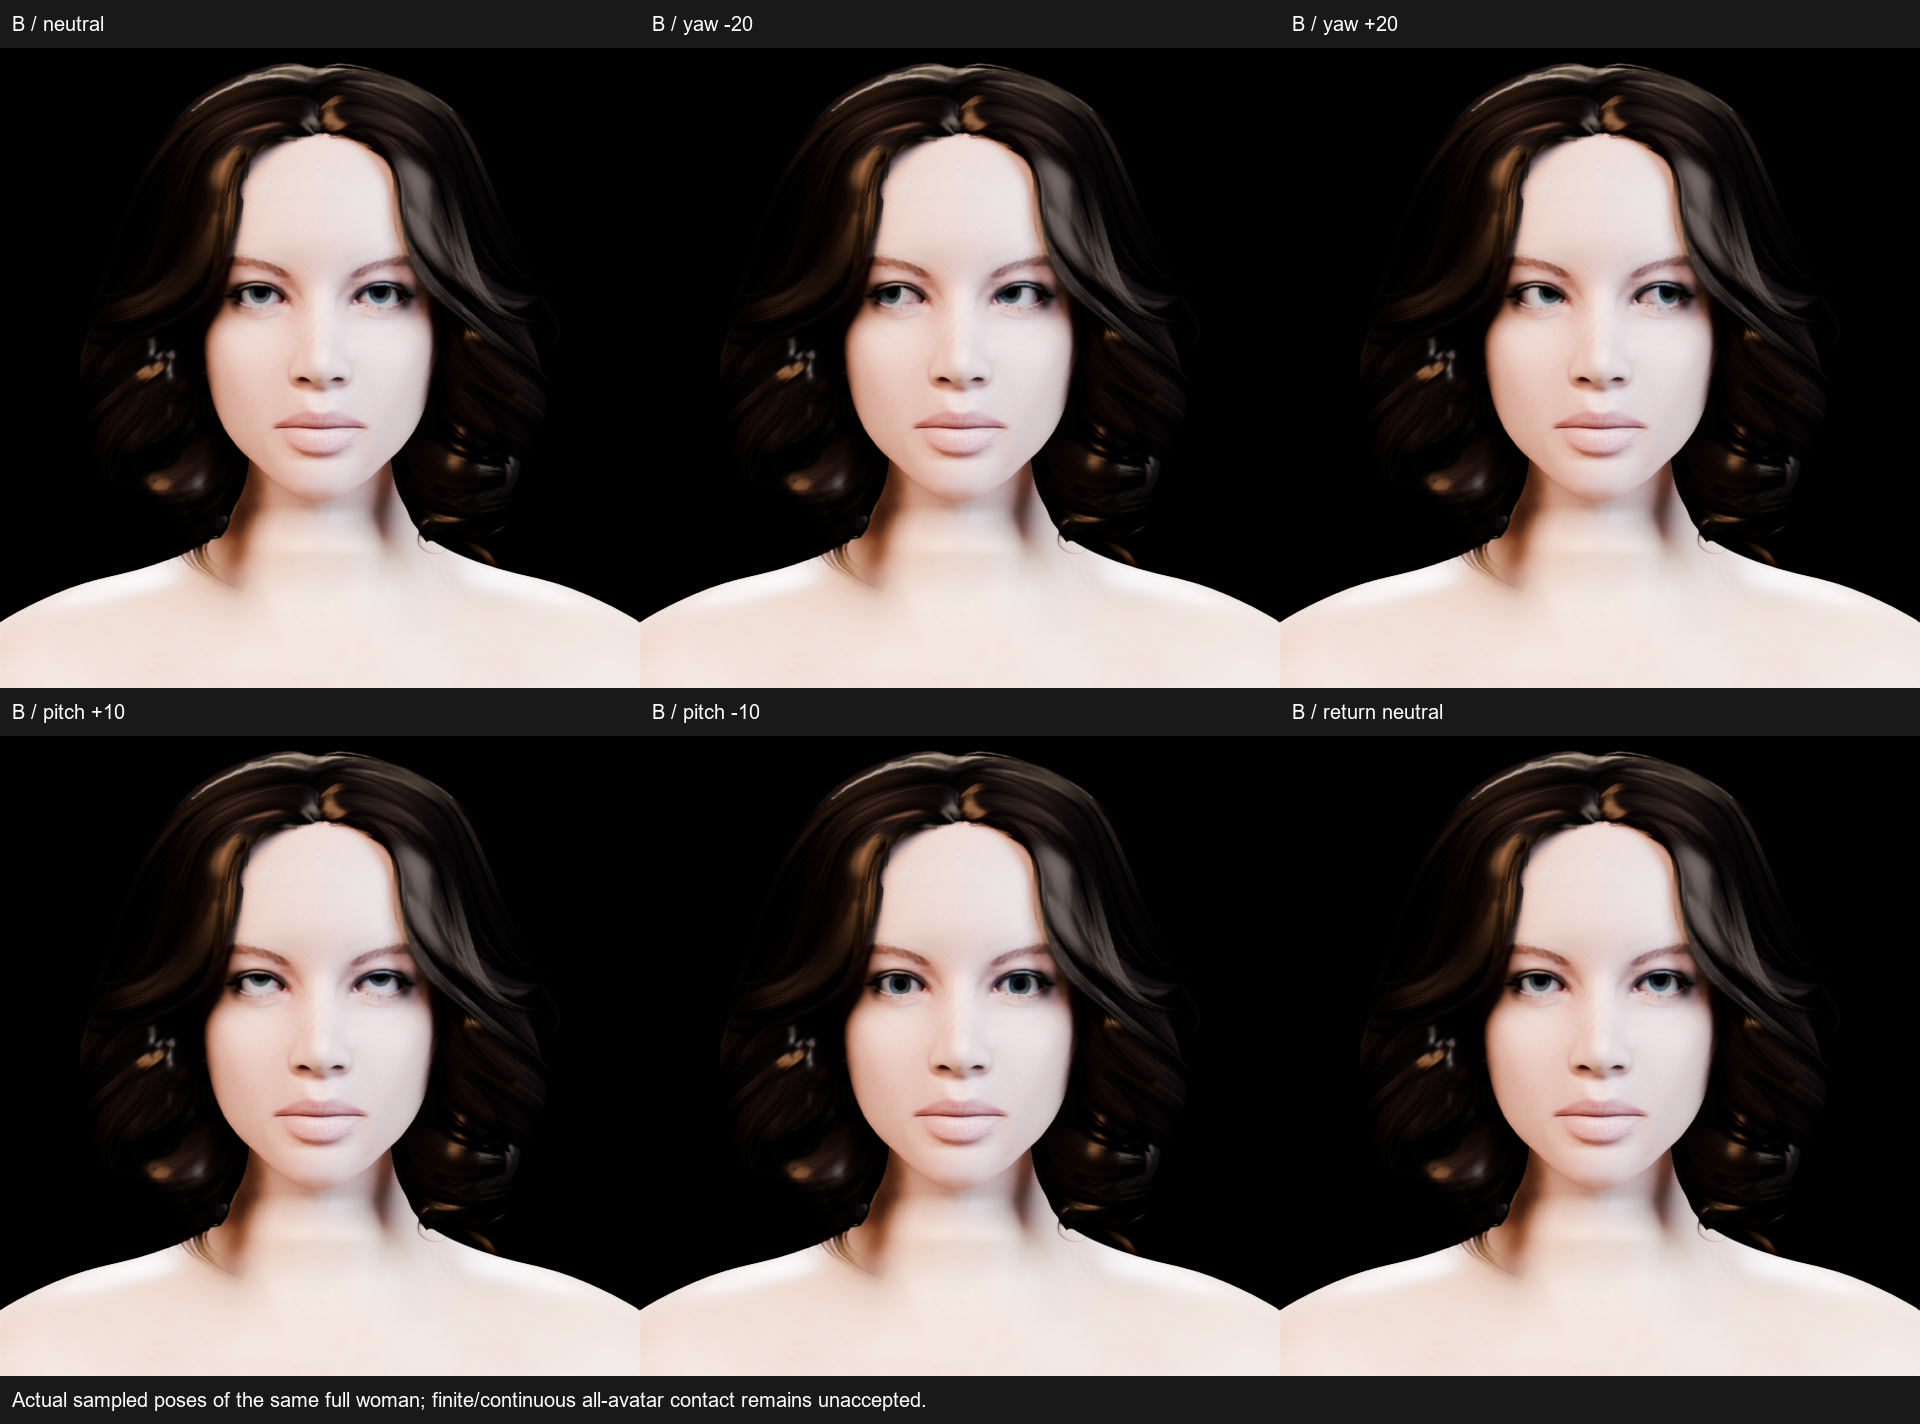 B / neutral
B / yaw -20
B / yaw +20
B / pitch +10
B / pitch -10
B / return neutral
Actual sampled poses of the same full woman; finite/continuous all-avatar contact remains unaccepted.